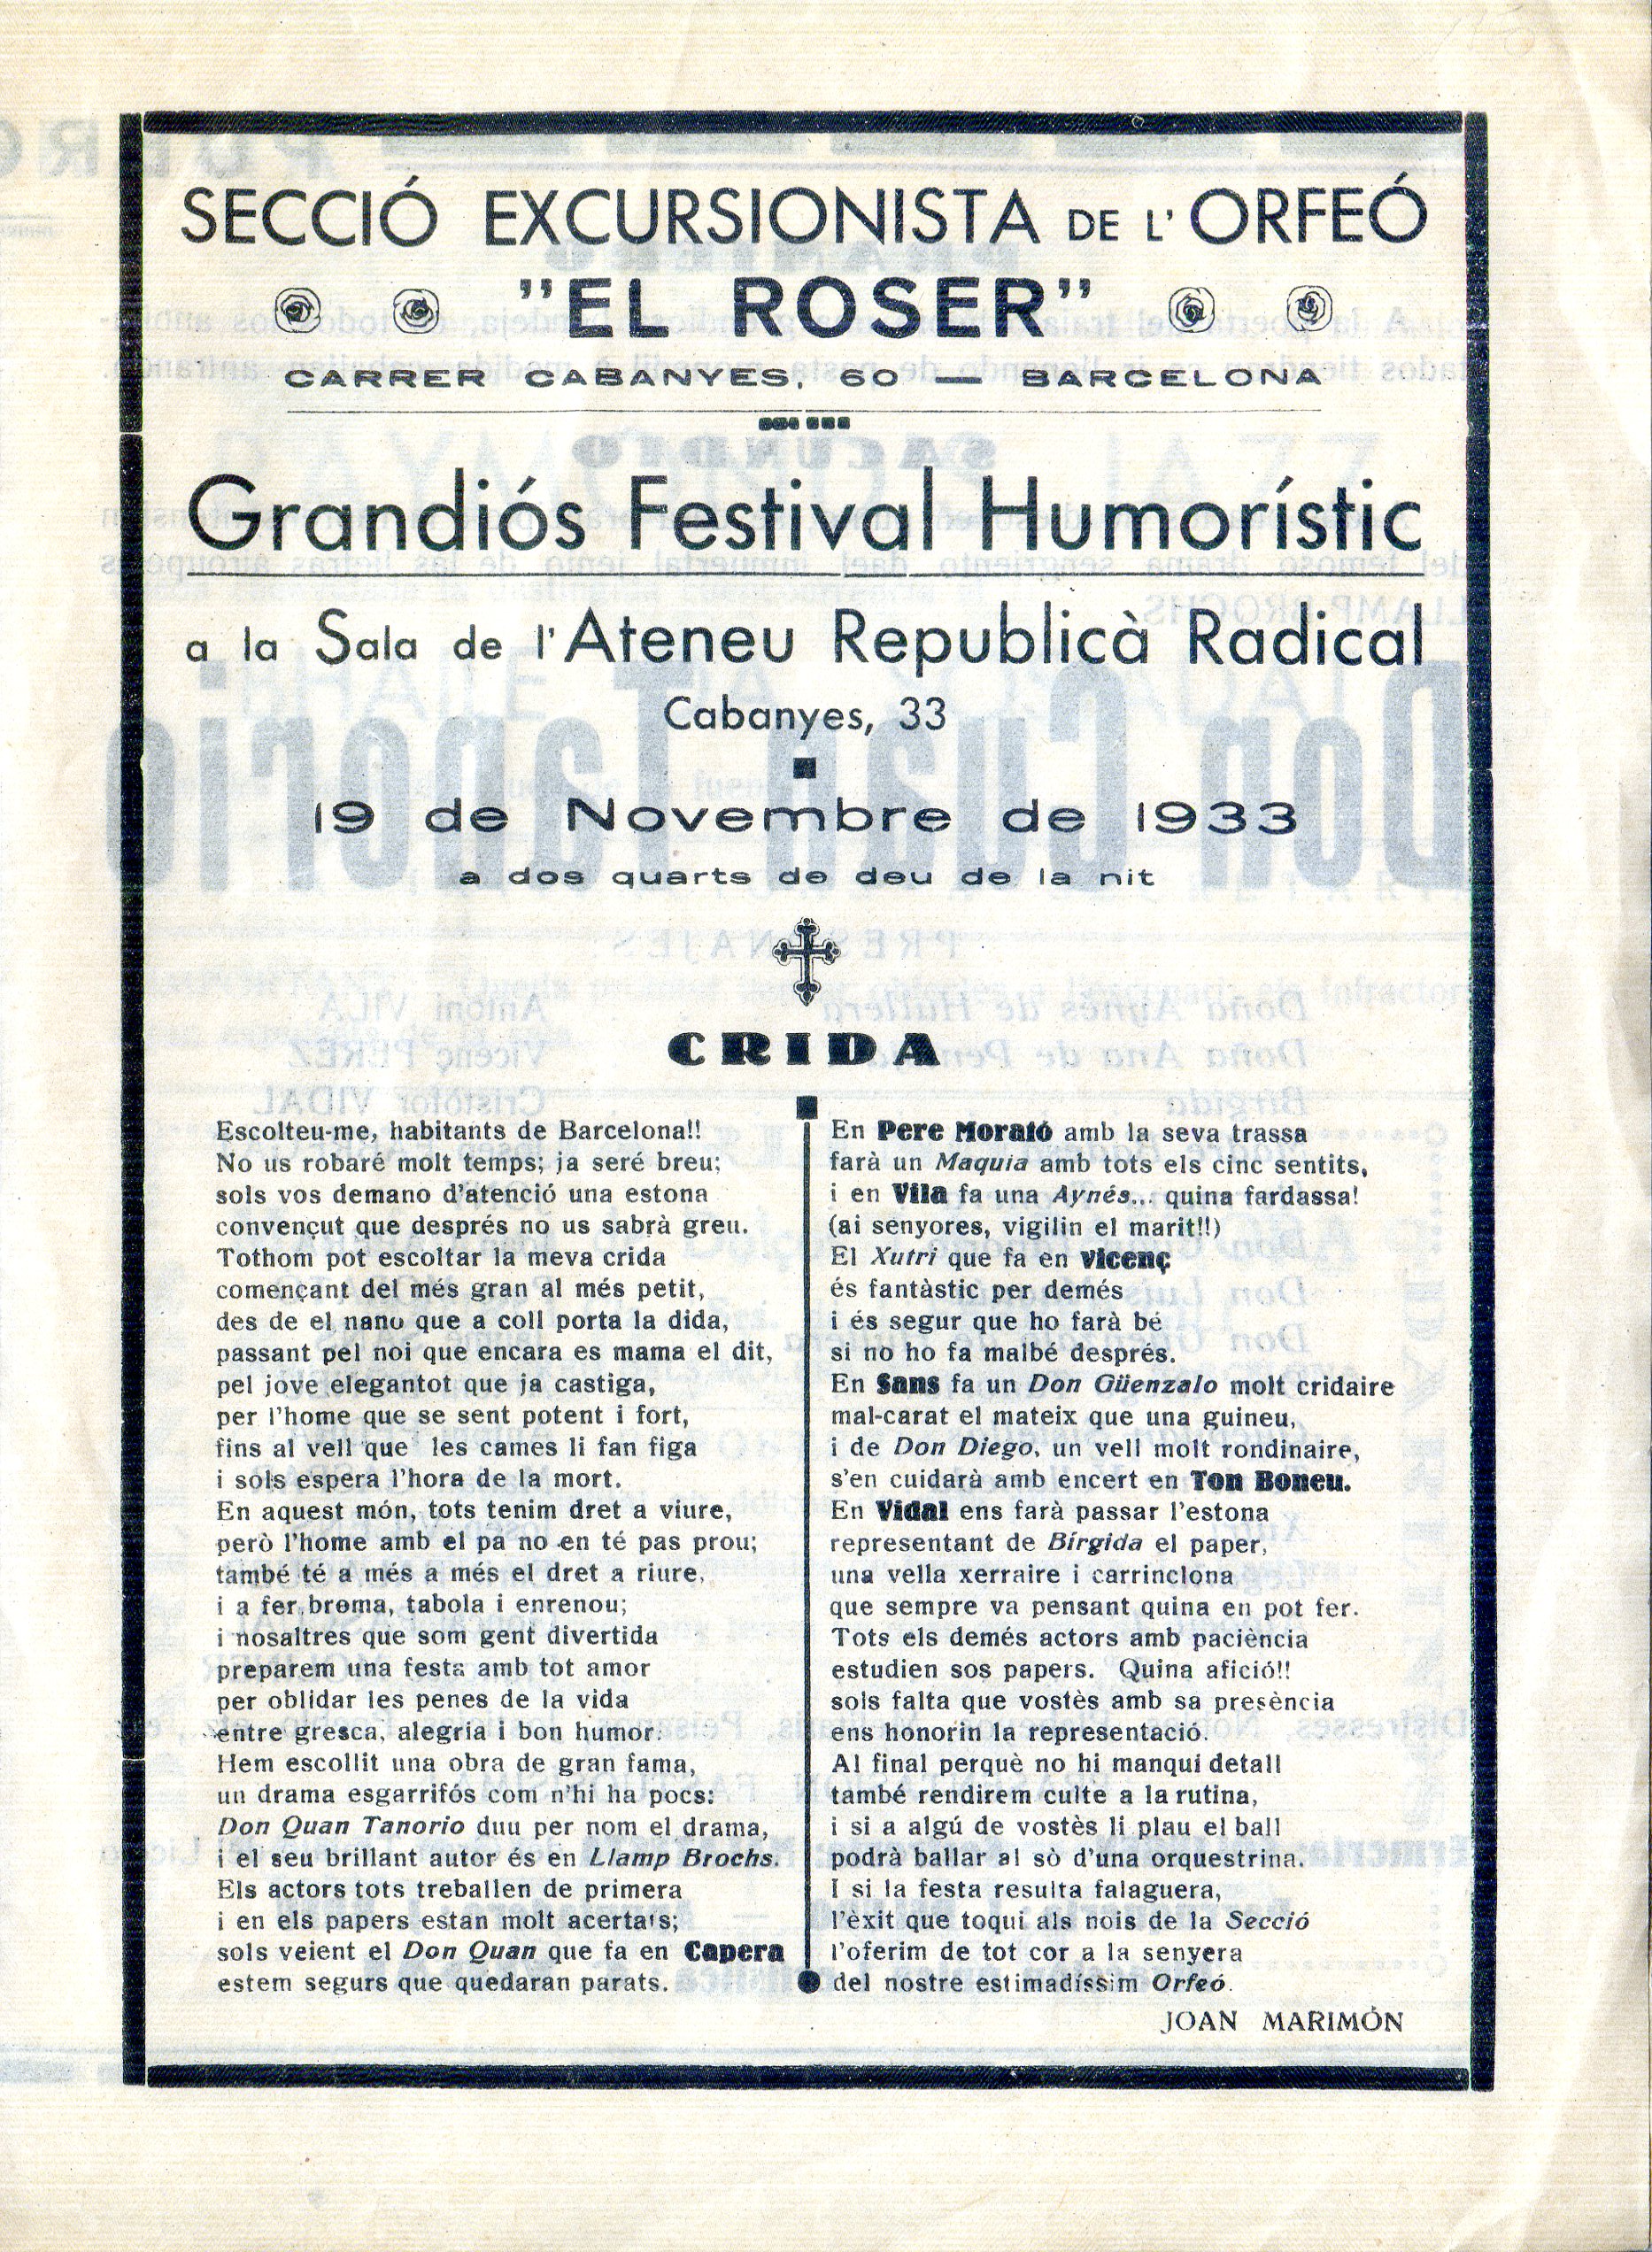 SECCIÓ EXCURSIONISTA DE L' ORFEÓ
"EL ROSER"
CARRER CABANYES, 60 — BARCELONA
Grandiós Festival Humorístic
a la Sala de l'Ateneu Republicà Radical
Cabanyes, 33
19 de Novembre de 1933
a dos quarts de deu de la nit
CRIDA
Escolteu-me, habitants de Barcelona!!
No us robaré molt temps; ja seré breu;
sols vos demano d'atenció una estona
convençut que després no us sabrà greu.
Tothom pot escoltar la meva crida
començant del més gran al més petit,
des de el nano que a coll porta la dida,
passant pel noi que encara es mama el dit,
pel jove elegantot que ja castiga,
per l'home que se sent potent i fort,
fins al vell que les cames li fan figa
i sols espera l'hora de la mort.
En aquest món, tots tenim dret a viure,
però l'home amb el pa no en té pas prou;
també té a més a més el dret a riure,
i a fer broma, tabola i enrenou;
i nosaltres que som gent divertida
preparem una festa amb tot amor
per oblidar les penes de la vida
entre gresca, alegria i bon humor.
Hem escollit una obra de gran fama,
un drama esgarrifós com n'hi ha pocs:
Don Quan Tanorio duu per nom el drama,
i el seu brillant autor és en Llamp Brochs.
Els actors tots treballen de primera
i en els papers estan molt acertats;
sols veient el Don Quan que fa en Capera
estem segurs que quedaran parats.
En Pere Morató amb la seva trassa
farà un Maquia amb tots els cinc sentits,
i en Vila fa una Aynés... quina fardassa!
(ai senyores, vigilin el marit!!)
El Xutri que fa en Vicenç
és fantàstic per demés
i és segur que ho farà bé
si no ho fa malbé després.
En Sans fa un Don Güenzalo molt cridaire
mal-carat el mateix que una guineu,
i de Don Diego, un vell molt rondinaire,
s'en cuidarà amb encert en Ton Boneu.
En Vidal ens farà passar l'estona
representant de Bírgida el paper,
una vella xerraire i carrinclona
que sempre va pensant quina en pot fer.
Tots els demés actors amb paciència
estudien sos papers. Quina afició!!
sols falta que vostès amb sa presència
ens honorin la representació.
Al final perquè no hi manqui detall
també rendirem culte a la rutina,
i si a algú de vostès li plau el ball
podrà ballar al sò d'una orquestrina.
I si la festa resulta falaguera,
l'èxit que toqui als nois de la Secció
l'oferim de tot cor a la senyera
del nostre estimadíssim Orfeó.
JOAN MARIMÓN